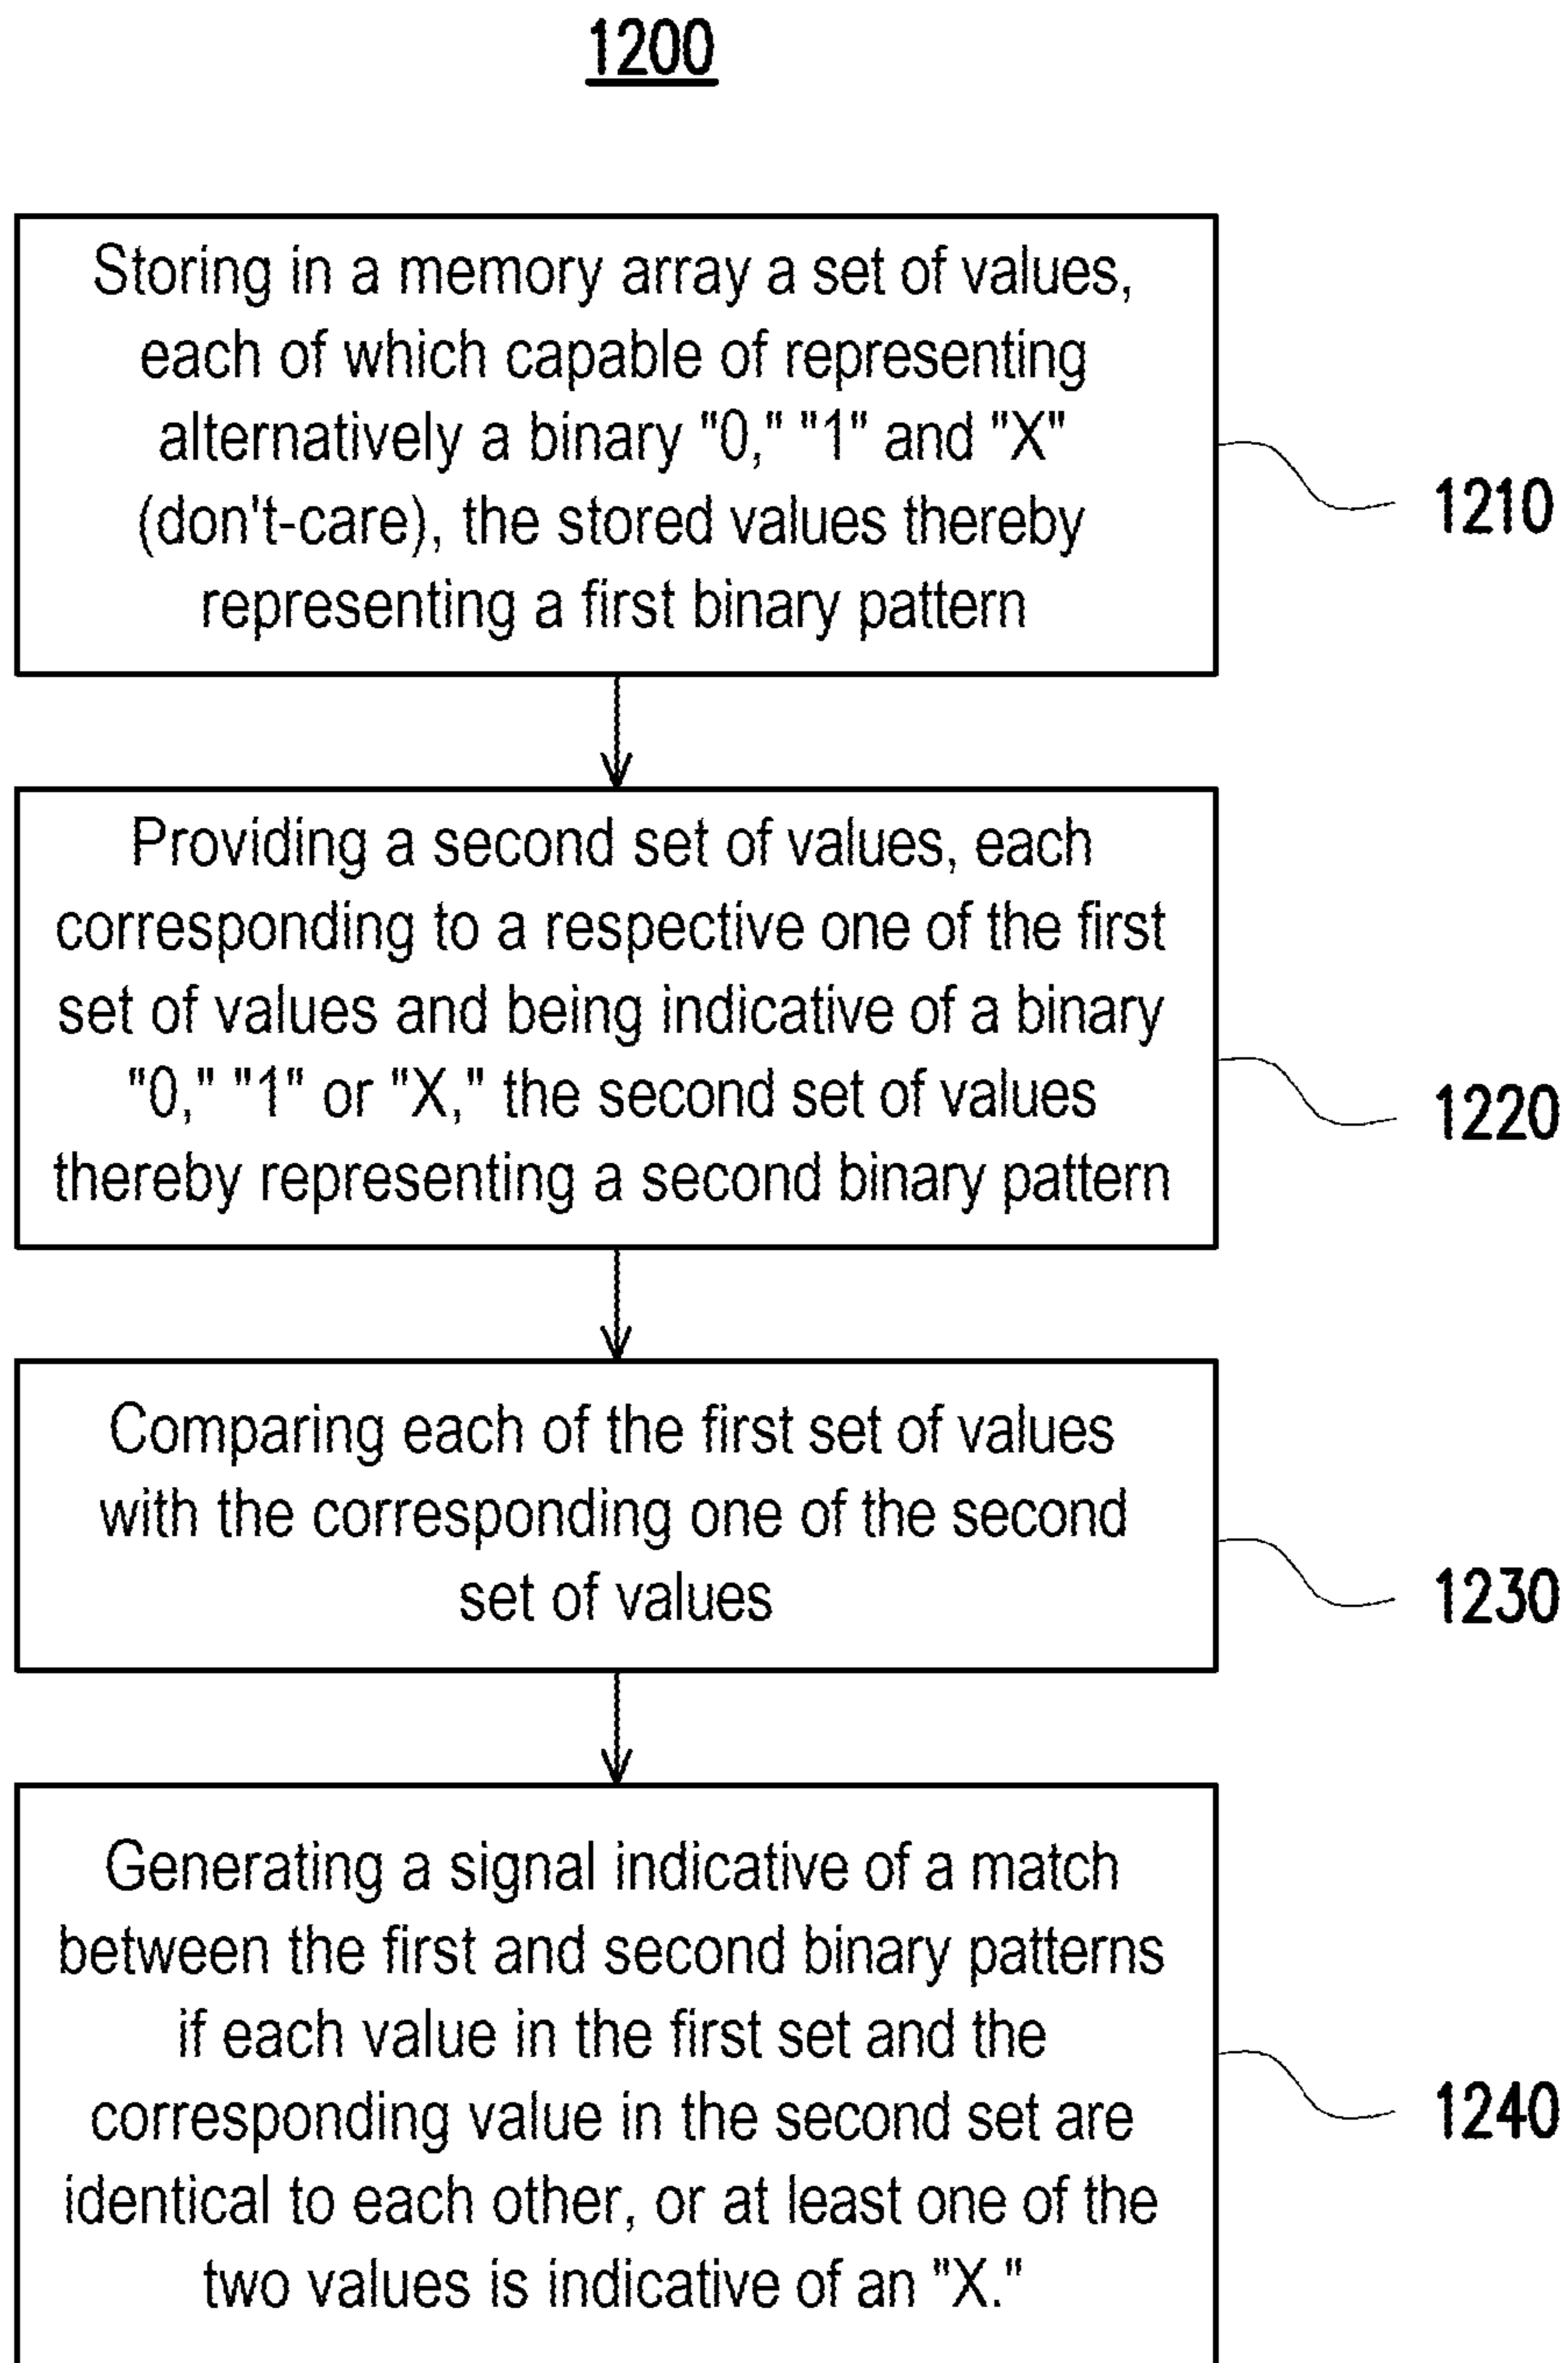 1200
Storing in a memory array a set of values,
each of which capable of representing
alternatively a binary "0," "1" and "X"
(don't-care), the stored values thereby
representing a first binary pattern
1210
Providing a second set of values, each
corresponding to a respective one of the first
set of values and being indicative of a binary
"0," "1" or "X," the second set of values
thereby representing a second binary pattern
1220
Comparing each of the first set of values
with the corresponding one of the second
set of values
1230
Generating a signal indicative of a match
between the first and second binary patterns
if each value in the first set and the
corresponding value in the second set are
identical to each other, or at least one of the
two values is indicative of an "X."
1240